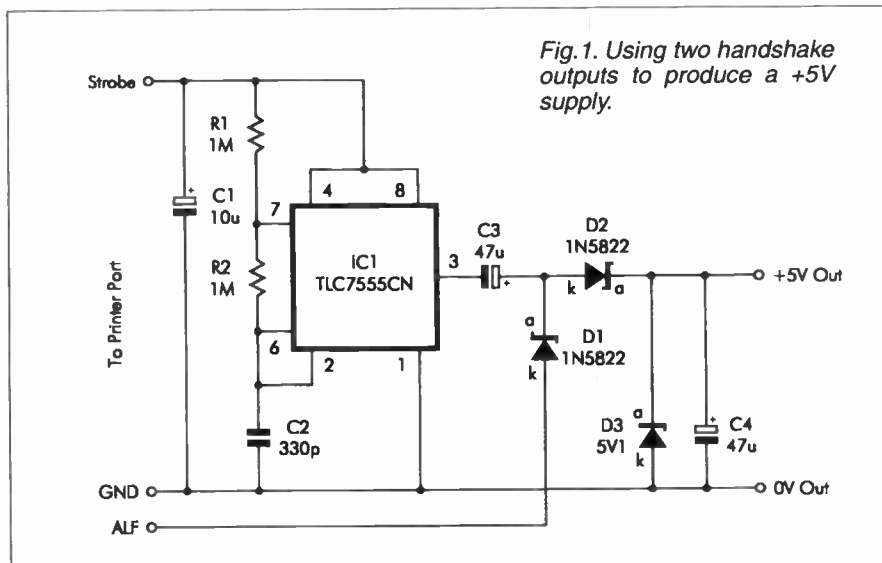 Fig.1. Using two handshake
outputs to produce a +5V
supply.
Strobe
R1
1M
4
8
C1
10u
+
7
C3
47u
+
D2
1N5822
k
a
+5V Out
To Printer Port
R2
1M
IC1
TLC7555CN
3
a
D1
1N5822
k
6
2
1
C2
330p
a
D3
5V1
k
+
C4
47u
GND
0V Out
ALF